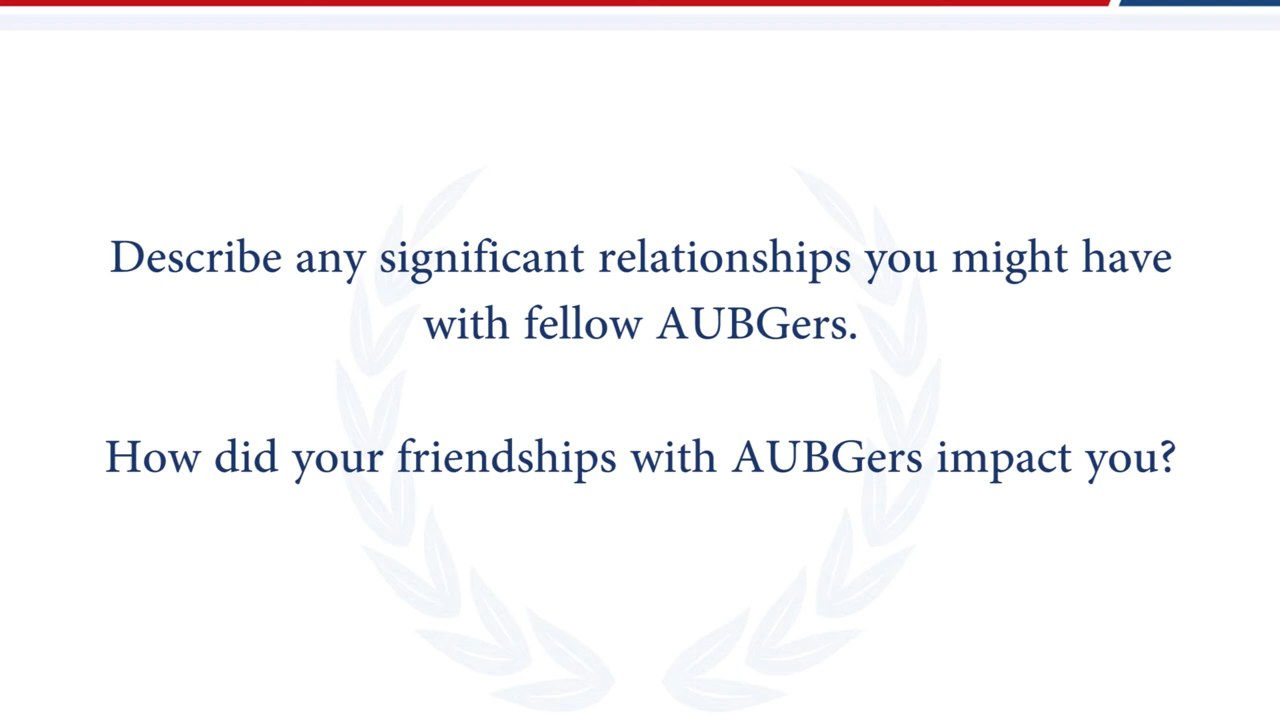 Describe any significant relationships you might have
with fellow AUBGers.
How did your friendships with AUBGers impact you?